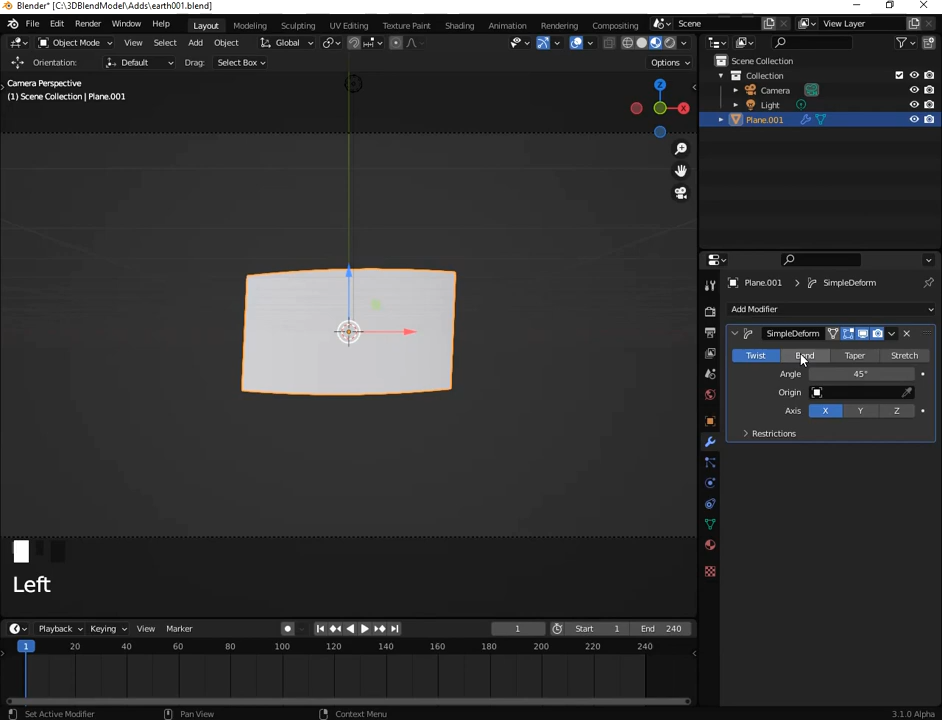 Blender* [C:\3DBlendModel\Adds\earth001.blend]
File Edit Render Window Help Layout Modeling Sculpting UV Editing Texture Paint Shading Animation Rendering Compositing Scene View Layer
Object Mode View Select Add Object Global
Orientation: Default Drag: Select Box Options
Camera Perspective
(1) Scene Collection | Plane.001
Z
X
Scene Collection
Collection
Camera
Light
Plane.001
Plane.001 > SimpleDeform
Add Modifier
SimpleDeform
Twist Bend Taper Stretch
Angle 45°
Origin
Axis X Y Z
Restrictions
Left
Playback Keying View Marker 1 Start 1 End 240
1 20 40 60 80 100 120 140 160 180 200 220 240
Set Active Modifier Pan View Context Menu 3.1.0 Alpha